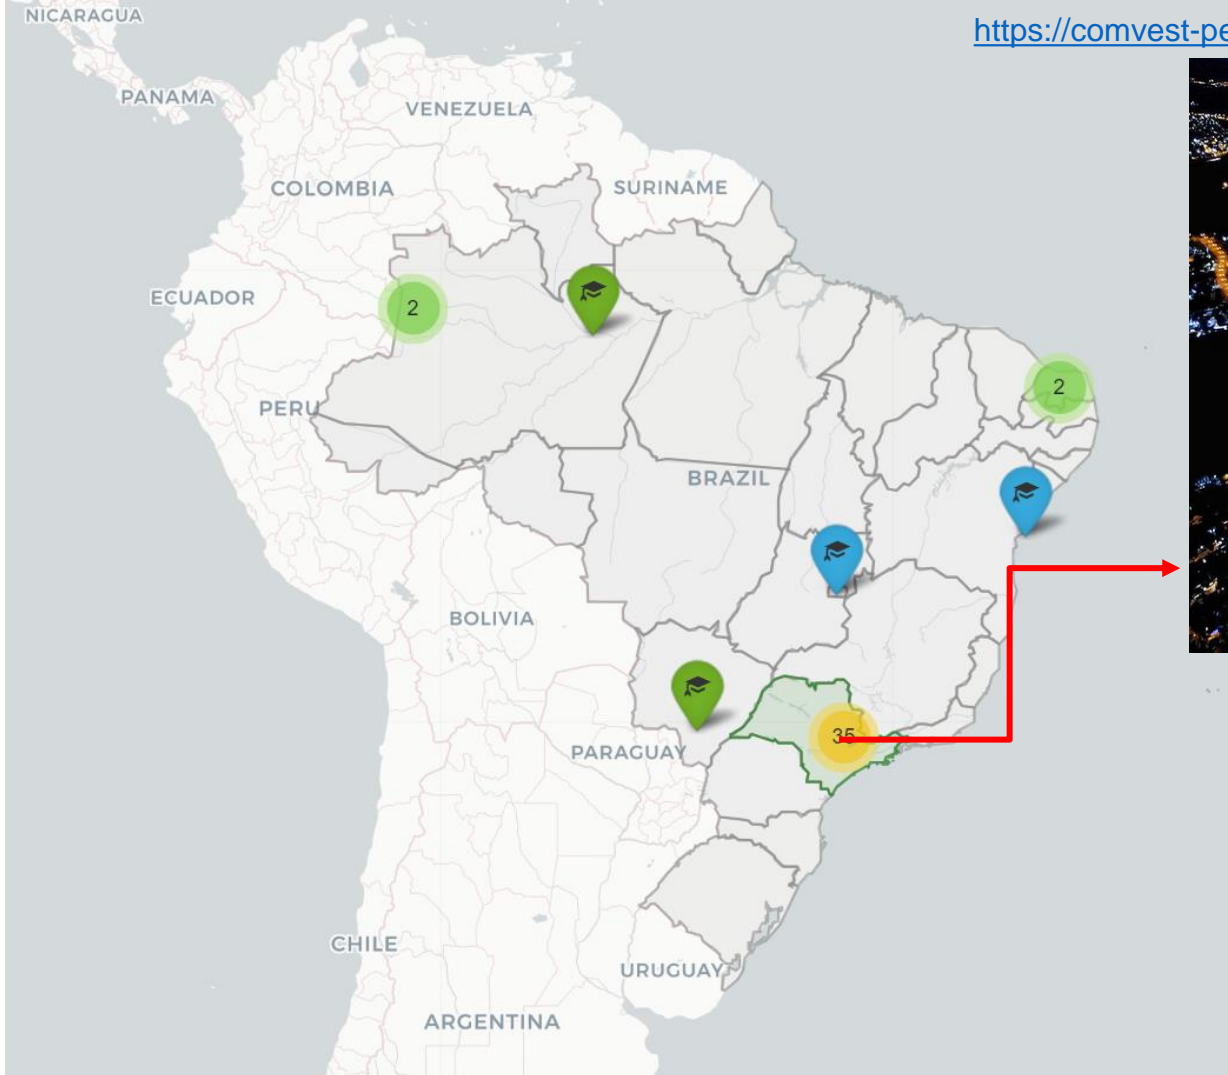 NICARAGUA
https://comvest-pe
PANAMA
VENEZUELA
COLOMBIA
SURINAME
ECUADOR
2
PERU
2
BRAZIL
BOLIVIA
35
PARAGUAY
CHILE
URUGUAY
ARGENTINA